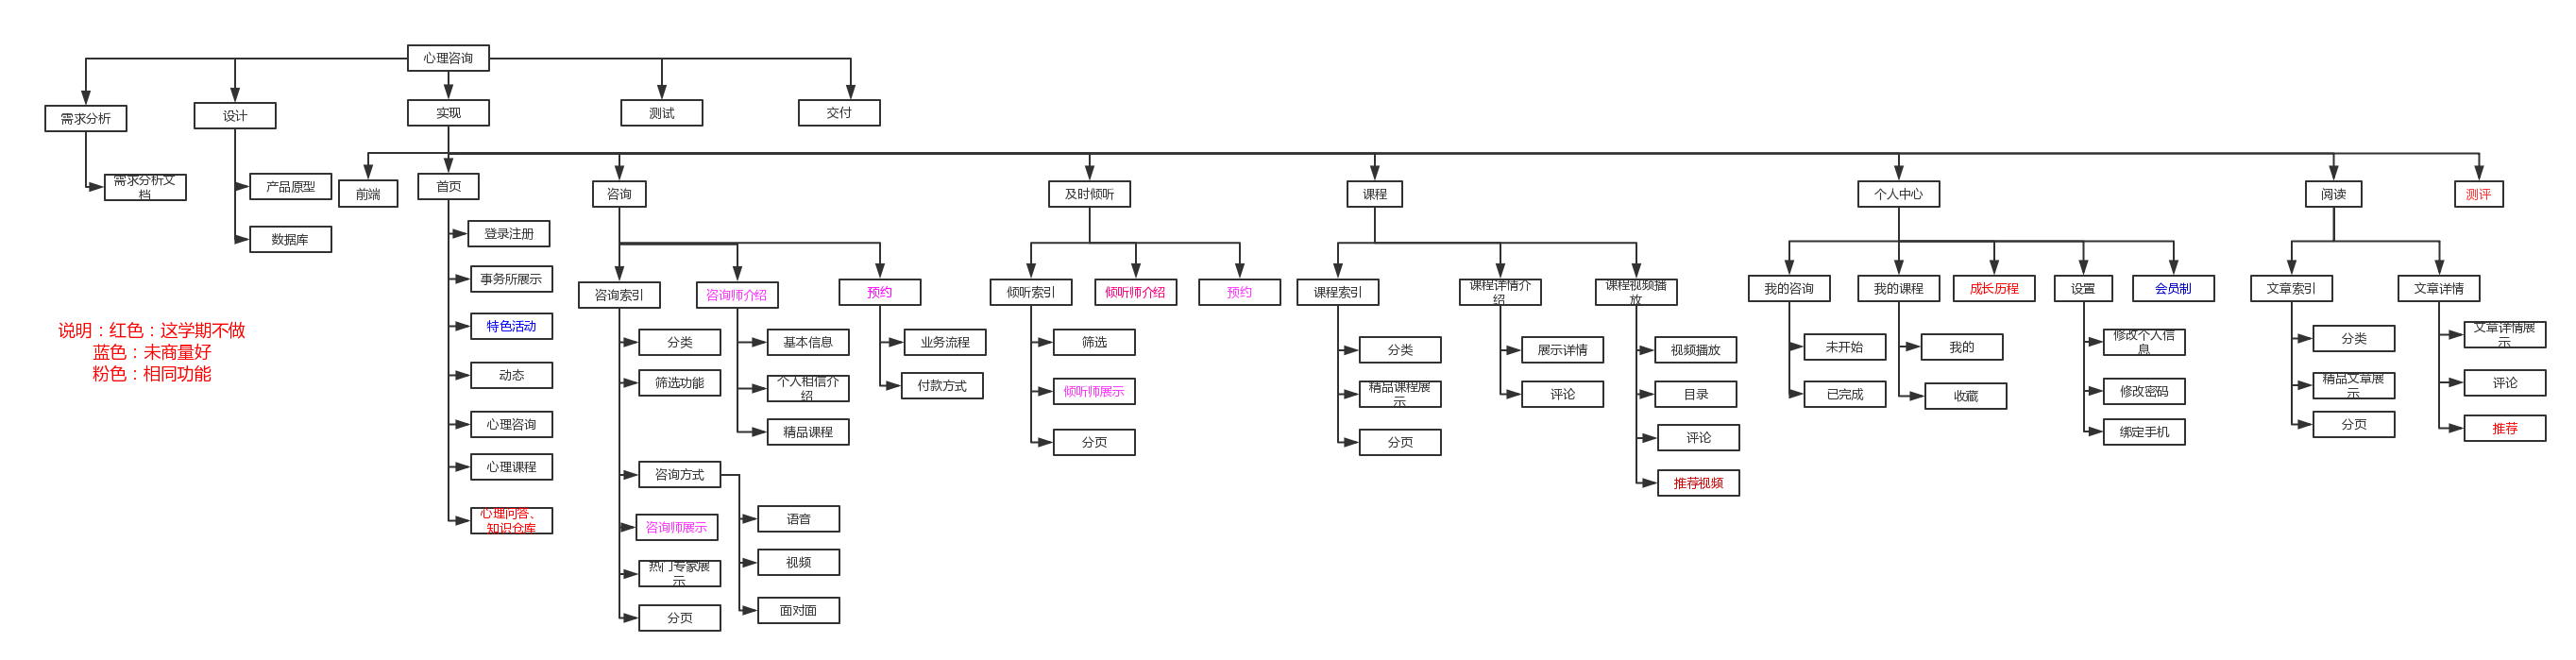 心理咨询
需求分析
设计
实现
测试
交付
需求分析文
档
产品原型
数据库
前端
首页
咨询
及时倾听
课程
个人中心
阅读
测评
登录注册
事务所展示
特色活动
动态
心理咨询
心理课程
心理问答、
知识仓库
说明：红色：这学期不做
蓝色：未商量好
粉色：相同功能
咨询索引
咨询师介绍
预约
分类
筛选功能
咨询方式
咨询师展示
热门专家展
示
分页
语音
视频
面对面
基本信息
个人相信介
绍
精品课程
业务流程
付款方式
倾听索引
倾听师介绍
预约
筛选
倾听师展示
分页
课程索引
课程详情介
绍
课程视频播
放
分类
精品课程展
示
分页
展示详情
评论
视频播放
目录
评论
推荐视频
我的咨询
我的课程
成长历程
设置
会员制
未开始
已完成
我的
收藏
修改个人信
息
修改密码
绑定手机
文章索引
文章详情
分类
精品文章展
示
分页
文章详情展
示
评论
推荐